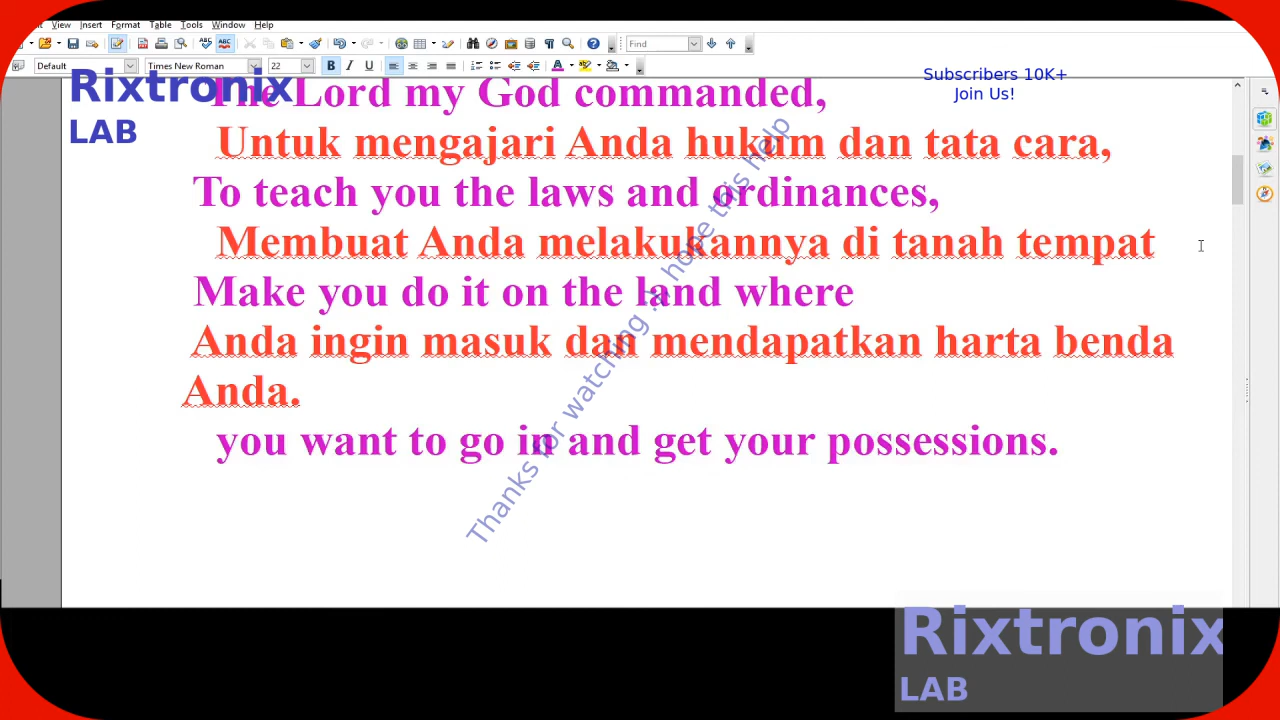 View Insert Format Table Tools Window Help
Find
Default Times New Roman 22 B I U
Rixtronix
LAB
Subscribers 10K+
Join Us!
The Lord my God commanded,
Untuk mengajari Anda hukum dan tata cara,
To teach you the laws and ordinances,
Membuat Anda melakukannya di tanah tempat
Make you do it on the land where
Anda ingin masuk dan mendapatkan harta benda
Anda.
you want to go in and get your possessions.
Thanks for watching :), hope this help
Rixtronix
LAB